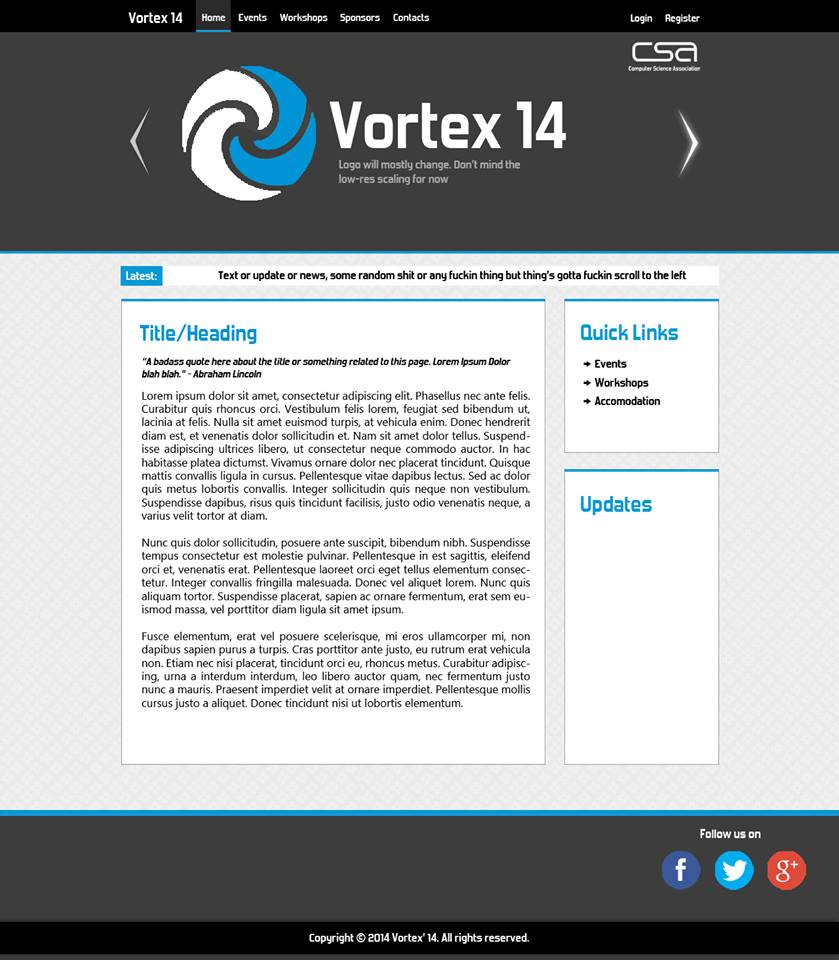 Vortex 14 Home Events Workshops Sponsors Contacts Login Register
csa
Computer Science Association
Vortex 14
Logo will mostly change. Don't mind the
low-res scaling for now
Latest: Text or update or news, some random shit or any fuckin thing but thing's gotta fuckin scroll to the left
Title/Heading
"A badass quote here about the title or something related to this page. Lorem Ipsum Dolor
blah blah." - Abraham Lincoln
Lorem ipsum dolor sit amet, consectetur adipiscing elit. Phasellus nec ante felis.
Curabitur quis rhoncus orci. Vestibulum felis lorem, feugiat sed bibendum ut,
lacinia at felis. Nulla sit amet euismod turpis, at vehicula enim. Donec hendrerit
diam est, et venenatis dolor sollicitudin et. Nam sit amet dolor tellus. Suspend-
isse adipiscing ultrices libero, ut consectetur neque commodo auctor. In hac
habitasse platea dictumst. Vivamus ornare dolor nec placerat tincidunt. Quisque
mattis convallis ligula in cursus. Pellentesque vitae dapibus lectus. Sed ac dolor
quis metus lobortis convallis. Integer sollicitudin quis neque non vestibulum.
Suspendisse dapibus, risus quis tincidunt facilisis, justo odio venenatis neque, a
varius velit tortor at diam.
Nunc quis dolor sollicitudin, posuere ante suscipit, bibendum nibh. Suspendisse
tempus consectetur est molestie pulvinar. Pellentesque in est sagittis, eleifend
orci et, venenatis erat. Pellentesque laoreet orci eget tellus elementum consec-
tetur. Integer convallis fringilla malesuada. Donec vel aliquet lorem. Nunc quis
aliquam tortor. Suspendisse placerat, sapien ac ornare fermentum, erat sem eu-
ismod massa, vel porttitor diam ligula sit amet ipsum.
Fusce elementum, erat vel posuere scelerisque, mi eros ullamcorper mi, non
dapibus sapien purus a turpis. Cras porttitor ante justo, eu rutrum erat vehicula
non. Etiam nec nisi placerat, tincidunt orci eu, rhoncus metus. Curabitur adipisc-
ing, urna a interdum interdum, leo libero auctor quam, nec fermentum justo
nunc a mauris. Praesent imperdiet velit at ornare imperdiet. Pellentesque mollis
cursus justo a aliquet. Donec tincidunt nisi ut lobortis elementum.
Quick Links
Events
Workshops
Accomodation
Updates
Follow us on
f g+
Copyright © 2014 Vortex' 14. All rights reserved.